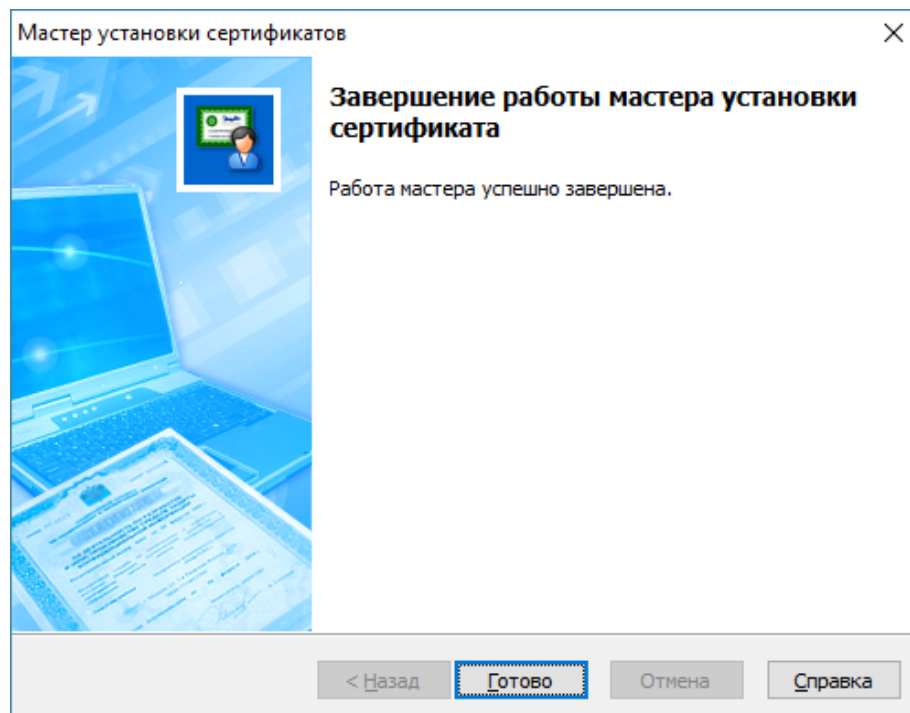 Мастер установки сертификатов
Завершение работы мастера установки
сертификата
Работа мастера успешно завершена.
< Назад
Готово
Отмена
Справка